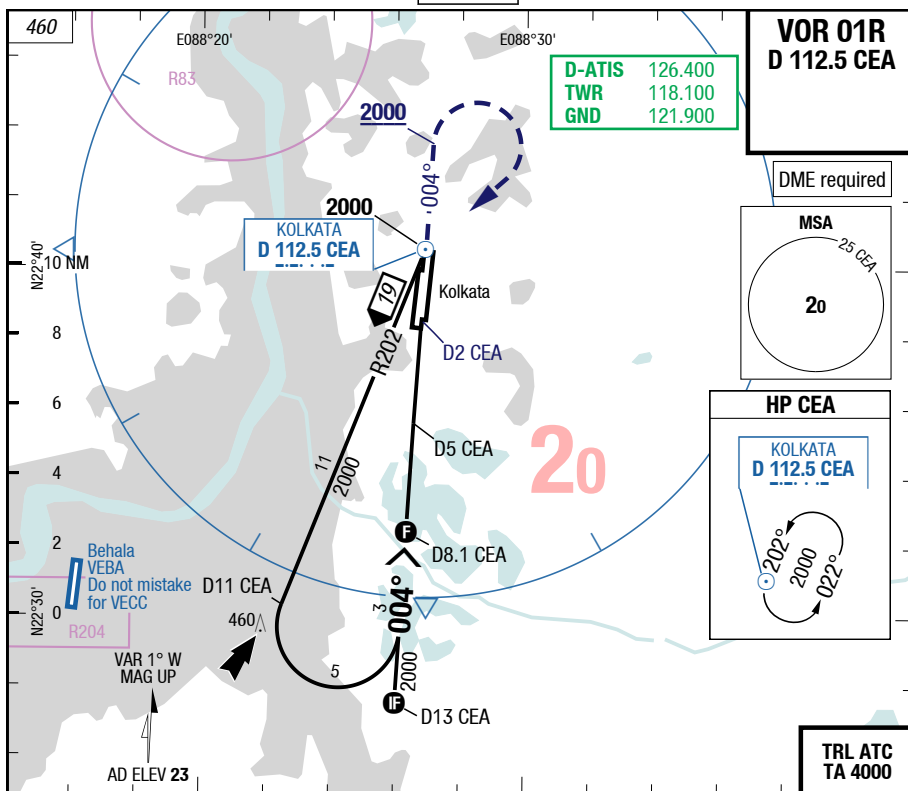 460
E088°20'
E088°30'
VOR 01R
D 112.5 CEA
R83
D-ATIS 126.400
TWR 118.100
GND 121.900
2000
DME required
004°
2000
KOLKATA
D 112.5 CEA
MSA
25 CEA
20
N22°40'
10 NM
19
Kolkata
R202
D2 CEA
8
6
HP CEA
D5 CEA
20
11
2000
KOLKATA
D 112.5 CEA
4
2
Behala
VEBA
Do not mistake
for VECC
D8.1 CEA
F
202°
2000
022°
D11 CEA
3
004°
N22°30'
0
460
R204
VAR 1° W
MAG UP
5
2000
IF
D13 CEA
AD ELEV 23
TRL ATC
TA 4000